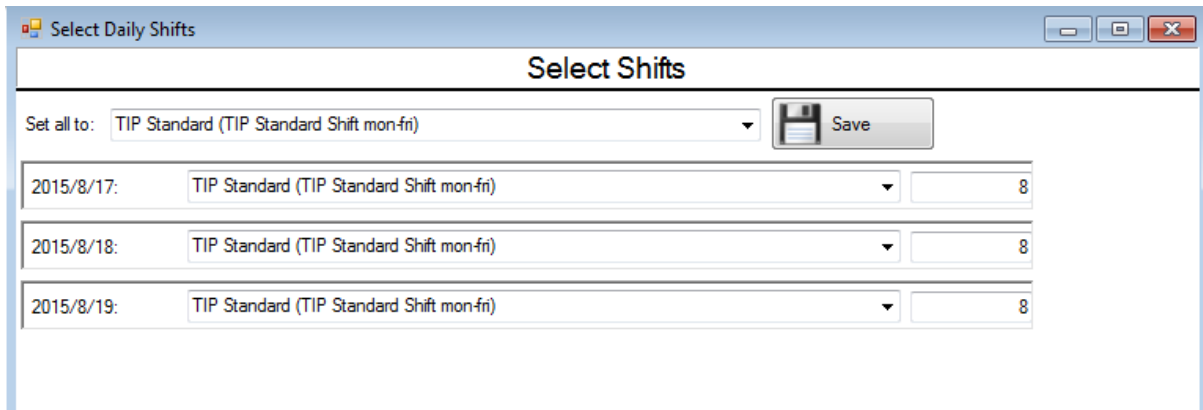 Select Daily Shifts
Select Shifts
Set all to: TIP Standard (TIP Standard Shift mon-fri) Save
2015/8/17: TIP Standard (TIP Standard Shift mon-fri) 8
2015/8/18: TIP Standard (TIP Standard Shift mon-fri) 8
2015/8/19: TIP Standard (TIP Standard Shift mon-fri) 8